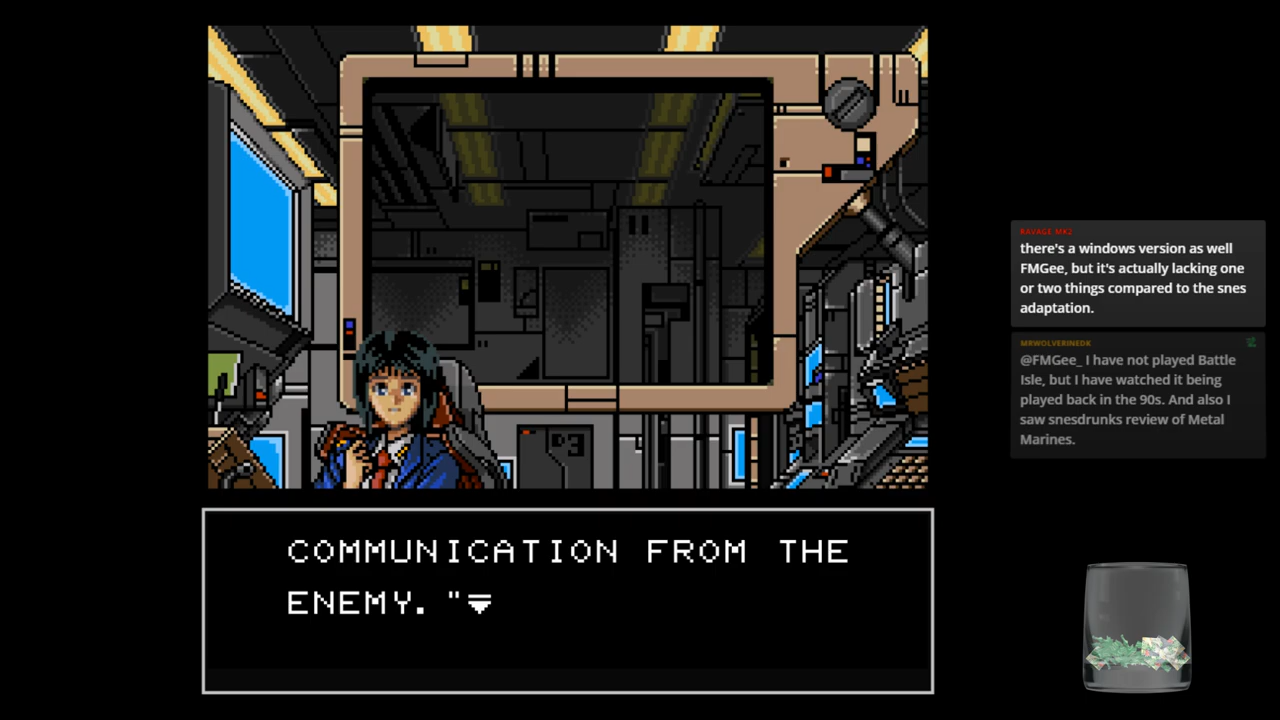 COMMUNICATION FROM THE
ENEMY."
RAVAGE MK2
there's a windows version as well
FMGee, but it's actually lacking one
or two things compared to the snes
adaptation.
MRWOLVERINEDK
@FMGee_ I have not played Battle
Isle, but I have watched it being
played back in the 90s. And also I
saw snesdrunks review of Metal
Marines.